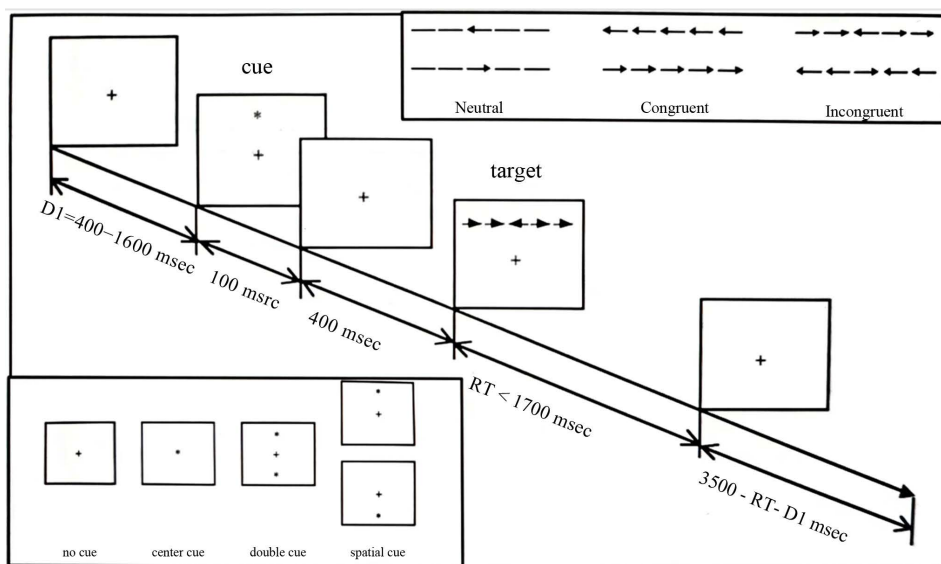 cue
target
Neutral
Congruent
Incongruent
D1=400−1600 msec
100 msrc
400 msec
RT < 1700 msec
3500 - RT- D1 msec
no cue
center cue
double cue
spatial cue